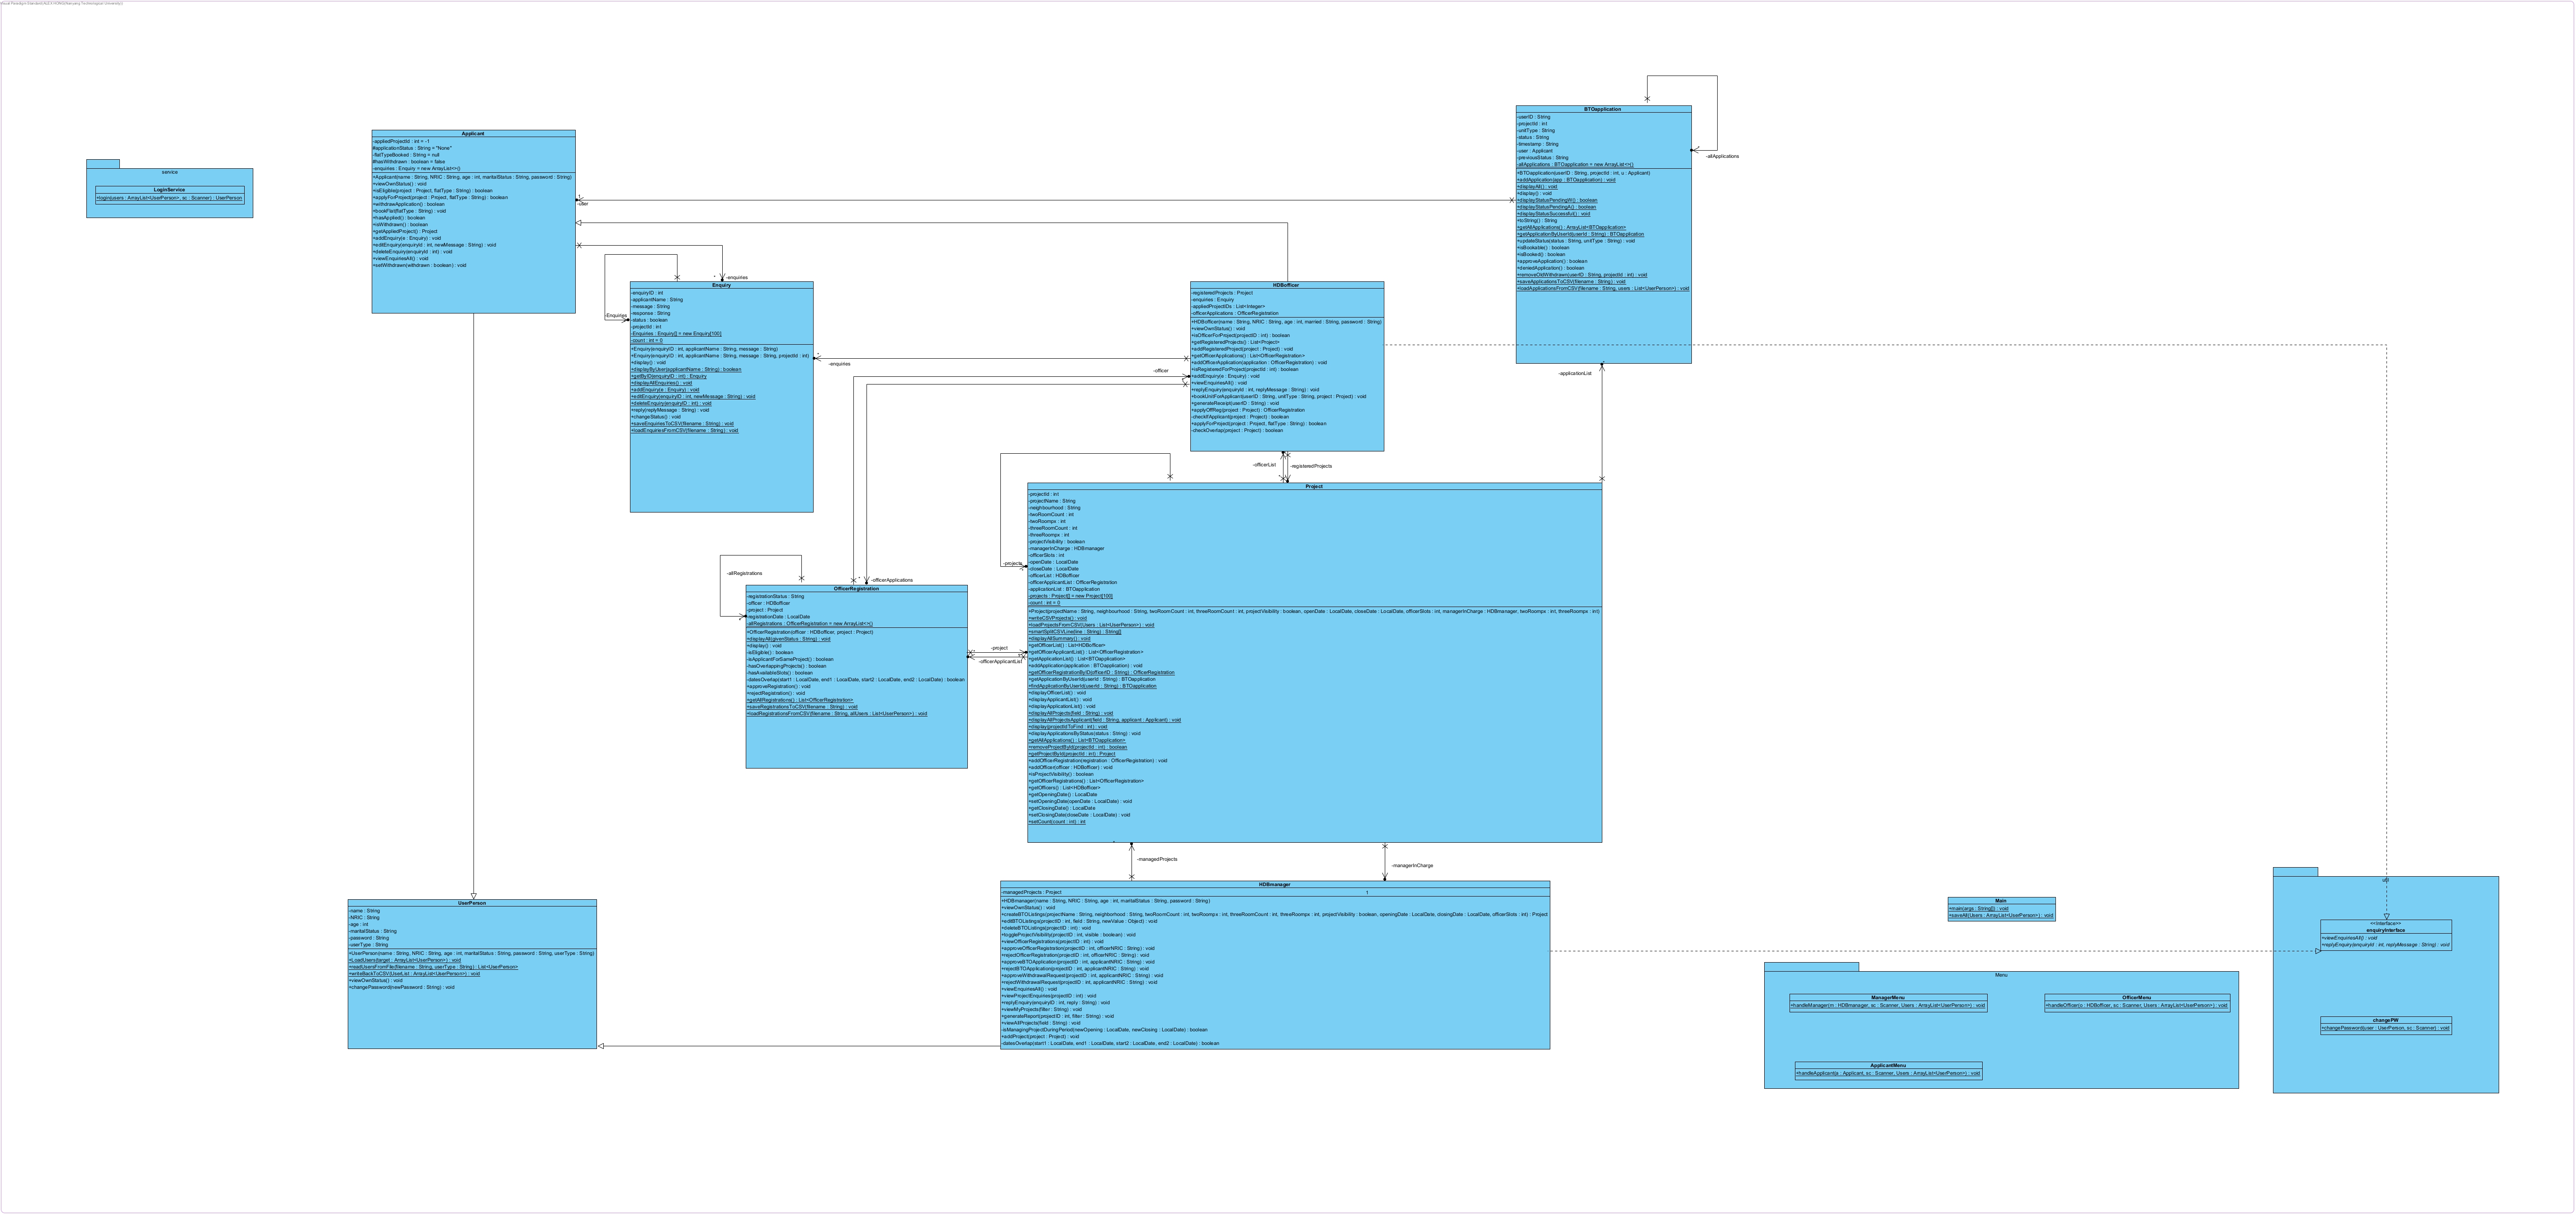 Visual Paradigm Standard(AILEX WONG(Nanyang Technological University))
service
LoginService
+login(users : ArrayList<UserPerson>, sc : Scanner) : UserPerson
Applicant
-appliedProjectId : int = -1
#applicationStatus : String = "None"
-flatTypeBooked : String = null
#hasWithdrawn : boolean = false
-enquiries : Enquiry = new ArrayList<>()
+Applicant(name : String, NRIC : String, age : int, maritalStatus : String, password : String)
+viewOwnStatus() : void
+isEligible(project : Project, flatType : String) : boolean
+applyForProject(project : Project, flatType : String) : boolean
+withdrawApplication() : boolean
+bookFlat(flatType : String) : void
+hasApplied() : boolean
+isWithdrawn() : boolean
+getAppliedProject() : Project
+addEnquiry(e : Enquiry) : void
+editEnquiry(enquiryId : int, newMessage : String) : void
+deleteEnquiry(enquiryId : int) : void
+viewEnquiriesAll() : void
+setWithdrawn(withdrawn : boolean) : void
-user
*
-enquiries
Enquiry
-enquiryID : int
-applicantName : String
-message : String
-response : String
-status : boolean
-projectId : int
-Enquiries : Enquiry[] = new Enquiry[100]
-count : int = 0
+Enquiry(enquiryID : int, applicantName : String, message : String)
+Enquiry(enquiryID : int, applicantName : String, message : String, projectId : int)
+display() : void
+displayByUser(applicantName : String) : boolean
+getByID(enquiryID : int) : Enquiry
+displayAllEnquiries() : void
+addEnquiry(e : Enquiry) : void
+editEnquiry(enquiryID : int, newMessage : String) : void
+deleteEnquiry(enquiryID : int) : void
+reply(replyMessage : String) : void
+changeStatus() : void
+saveEnquiriesToCSV(filename : String) : void
+loadEnquiriesFromCSV(filename : String) : void
-Enquiries
*
-enquiries
-officer
HDBofficer
-registeredProjects : Project
-enquiries : Enquiry
-appliedProjectIDs : List<Integer>
-officerApplications : OfficerRegistration
+HDBofficer(name : String, NRIC : String, age : int, married : String, password : String)
+viewOwnStatus() : void
+isOfficerForProject(projectID : int) : boolean
+getRegisteredProjects() : List<Project>
+addRegisteredProject(project : Project) : void
+getOfficerApplications() : List<OfficerRegistration>
+addOfficerApplication(application : OfficerRegistration) : void
+isRegisteredForProject(projectId : int) : boolean
+addEnquiry(e : Enquiry) : void
+viewEnquiriesAll() : void
+replyEnquiry(enquiryId : int, replyMessage : String) : void
+bookUnitForApplicant(userID : String, unitType : String, project : Project) : void
+generateReceipt(userID : String) : void
+applyOffReg(project : Project) : OfficerRegistration
-checkIfApplicant(project : Project) : boolean
+applyForProject(project : Project, flatType : String) : boolean
-checkOverlap(project : Project) : boolean
BTOapplication
-userID : String
-projectId : int
-unitType : String
-status : String
-timestamp : String
-user : Applicant
-previousStatus : String
-allApplications : BTOapplication = new ArrayList<>()
+BTOapplication(userID : String, projectId : int, u : Applicant)
+addApplication(app : BTOapplication) : void
+displayAll() : void
+display() : void
+displayStatusPendingW() : boolean
+displayStatusPendingA() : boolean
+displayStatusSuccessful() : void
+toString() : String
+getAllApplications() : ArrayList<BTOapplication>
+getApplicationByUserId(userId : String) : BTOapplication
+updateStatus(status : String, unitType : String) : void
+isBookable() : boolean
+isBooked() : boolean
+approveApplication() : boolean
+deniedApplication() : boolean
+removeOldWithdrawn(userID : String, projectId : int) : void
+saveApplicationsToCSV(filename : String) : void
+loadApplicationsFromCSV(filename : String, users : List<UserPerson>) : void
*
-allApplications
-applicationList
-officerList
-registeredProjects
Project
-projectId : int
-projectName : String
-neighbourhood : String
-twoRoomCount : int
-twoRoompx : int
-threeRoomCount : int
-threeRoompx : int
-projectVisibility : boolean
-managerInCharge : HDBmanager
-officerSlots : int
-openDate : LocalDate
-closeDate : LocalDate
-officerList : HDBofficer
-officerApplicantList : OfficerRegistration
-applicationList : BTOapplication
-projects : Project[] = new Project[100]
-count : int = 0
+Project(projectName : String, neighbourhood : String, twoRoomCount : int, threeRoomCount : int, projectVisibility : boolean, openDate : LocalDate, closeDate : LocalDate, officerSlots : int, managerInCharge : HDBmanager, twoRoompx : int, threeRoompx : int)
+writeCSVProjects() : void
+loadProjectsFromCSV(Users : List<UserPerson>) : void
+smartSplitCSVLine(line : String) : String[]
+displayAllSummary() : void
+getOfficerList() : List<HDBofficer>
+getOfficerApplicantList() : List<OfficerRegistration>
+getApplicationList() : List<BTOapplication>
+addApplication(application : BTOapplication) : void
+getOfficerRegistrationByID(officerID : String) : OfficerRegistration
+getApplicationByUserId(userId : String) : BTOapplication
+findApplicationByUserId(userId : String) : BTOapplication
+displayOfficerList() : void
+displayApplicantList() : void
+displayApplicationList() : void
+displayAllProjects(field : String) : void
+displayAllProjectsApplicant(field : String, applicant : Applicant) : void
+display(projectIdToFind : int) : void
+displayApplicationsByStatus(status : String) : void
+getAllApplications() : List<BTOapplication>
+removeProjectById(projectId : int) : boolean
+getProjectById(projectId : int) : Project
+addOfficerRegistration(registration : OfficerRegistration) : void
+addOfficer(officer : HDBofficer) : void
+isProjectVisibility() : boolean
+getOfficerRegistrations() : List<OfficerRegistration>
+getOfficers() : List<HDBofficer>
+getOpeningDate() : LocalDate
+setOpeningDate(openDate : LocalDate) : void
+getClosingDate() : LocalDate
+setClosingDate(closeDate : LocalDate) : void
+setCount(count : int) : int
-projects
-allRegistrations
*
-officerApplications
OfficerRegistration
-registrationStatus : String
-officer : HDBofficer
-project : Project
-registrationDate : LocalDate
-allRegistrations : OfficerRegistration = new ArrayList<>()
+OfficerRegistration(officer : HDBofficer, project : Project)
+displayAll(givenStatus : String) : void
+display() : void
-isEligible() : boolean
-isApplicantForSameProject() : boolean
-hasOverlappingProjects() : boolean
-hasAvailableSlots() : boolean
-datesOverlap(start1 : LocalDate, end1 : LocalDate, start2 : LocalDate, end2 : LocalDate) : boolean
+approveRegistration() : void
+rejectRegistration() : void
+getAllRegistrations() : List<OfficerRegistration>
+saveRegistrationsToCSV(filename : String) : void
+loadRegistrationsFromCSV(filename : String, allUsers : List<UserPerson>) : void
-project
-officerApplicantList
*
-managedProjects
-managerInCharge
HDBmanager
-managedProjects : Project
1
+HDBmanager(name : String, NRIC : String, age : int, maritalStatus : String, password : String)
+viewOwnStatus() : void
+createBTOListings(projectName : String, neighborhood : String, twoRoomCount : int, twoRoompx : int, threeRoomCount : int, threeRoompx : int, projectVisibility : boolean, openingDate : LocalDate, closingDate : LocalDate, officerSlots : int) : Project
+editBTOListings(projectID : int, field : String, newValue : Object) : void
+deleteBTOListings(projectID : int) : void
+toggleProjectVisibility(projectID : int, visible : boolean) : void
+viewOfficerRegistrations(projectID : int) : void
+approveOfficerRegistration(projectID : int, officerNRIC : String) : void
+rejectOfficerRegistration(projectID : int, officerNRIC : String) : void
+approveBTOApplication(projectID : int, applicantNRIC : String) : void
+rejectBTOApplication(projectID : int, applicantNRIC : String) : void
+approveWithdrawalRequest(projectID : int, applicantNRIC : String) : void
+rejectWithdrawalRequest(projectID : int, applicantNRIC : String) : void
+viewEnquiriesAll() : void
+viewProjectEnquiries(projectID : int) : void
+replyEnquiry(enquiryID : int, reply : String) : void
+viewMyProjects(filter : String) : void
+generateReport(projectID : int, filter : String) : void
+viewAllProjects(field : String) : void
-isManagingProjectDuringPeriod(newOpening : LocalDate, newClosing : LocalDate) : boolean
+addProject(project : Project) : void
-datesOverlap(start1 : LocalDate, end1 : LocalDate, start2 : LocalDate, end2 : LocalDate) : boolean
UserPerson
-name : String
-NRIC : String
-age : int
-maritalStatus : String
-password : String
-userType : String
+UserPerson(name : String, NRIC : String, age : int, maritalStatus : String, password : String, userType : String)
+LoadUsers(target : ArrayList<UserPerson>) : void
+readUsersFromFile(filename : String, userType : String) : List<UserPerson>
+writeBackToCSV(UserList : ArrayList<UserPerson>) : void
+viewOwnStatus() : void
+changePassword(newPassword : String) : void
Main
+main(args : String[]) : void
+saveAll(Users : ArrayList<UserPerson>) : void
Menu
ManagerMenu
+handleManager(m : HDBmanager, sc : Scanner, Users : ArrayList<UserPerson>) : void
OfficerMenu
+handleOfficer(o : HDBofficer, sc : Scanner, Users : ArrayList<UserPerson>) : void
ApplicantMenu
+handleApplicant(a : Applicant, sc : Scanner, Users : ArrayList<UserPerson>) : void
util
<<Interface>>
enquiryInterface
+viewEnquiriesAll() : void
+replyEnquiry(enquiryId : int, replyMessage : String) : void
changePW
+changePassword(user : UserPerson, sc : Scanner) : void